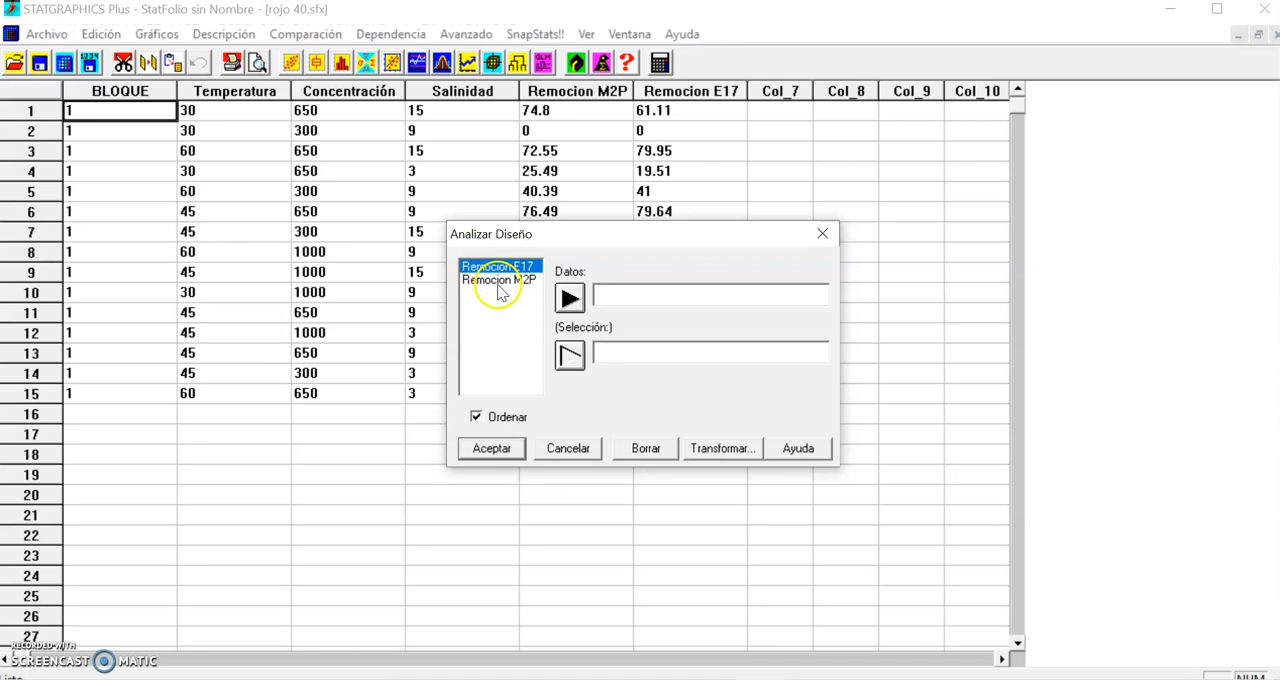 STATGRAPHICS Plus - StatFolio sin Nombre - [rojo 40.sfx]
Archivo Edición Gráficos Descripción Comparación Dependencia Avanzado SnapStats!! Ver Ventana Ayuda
BLOQUE Temperatura Concentración Salinidad Remocion M2P Remocion E17 Col_7 Col_8 Col_9 Col_10
1 1 30 650 15 74.8 61.11
2 1 30 300 9 0 0
3 1 60 650 15 72.55 79.95
4 1 30 650 3 25.49 19.51
5 1 60 300 9 40.39 41
6 1 45 650 9 76.49 79.64
7 1 45 300 15
8 1 60 1000 9
9 1 45 1000 15
10 1 30 1000 9
11 1 45 650 9
12 1 45 1000 3
13 1 45 650 9
14 1 45 300 3
15 1 60 650 3
16
17
18
19
20
21
22
23
24
25
26
27
Analizar Diseño
Remocion E17
Remocion M2P
Datos:
(Selección:)
Ordenar
Aceptar Cancelar Borrar Transformar... Ayuda
RECORDED WITH
SCREENCAST MATIC
NUM